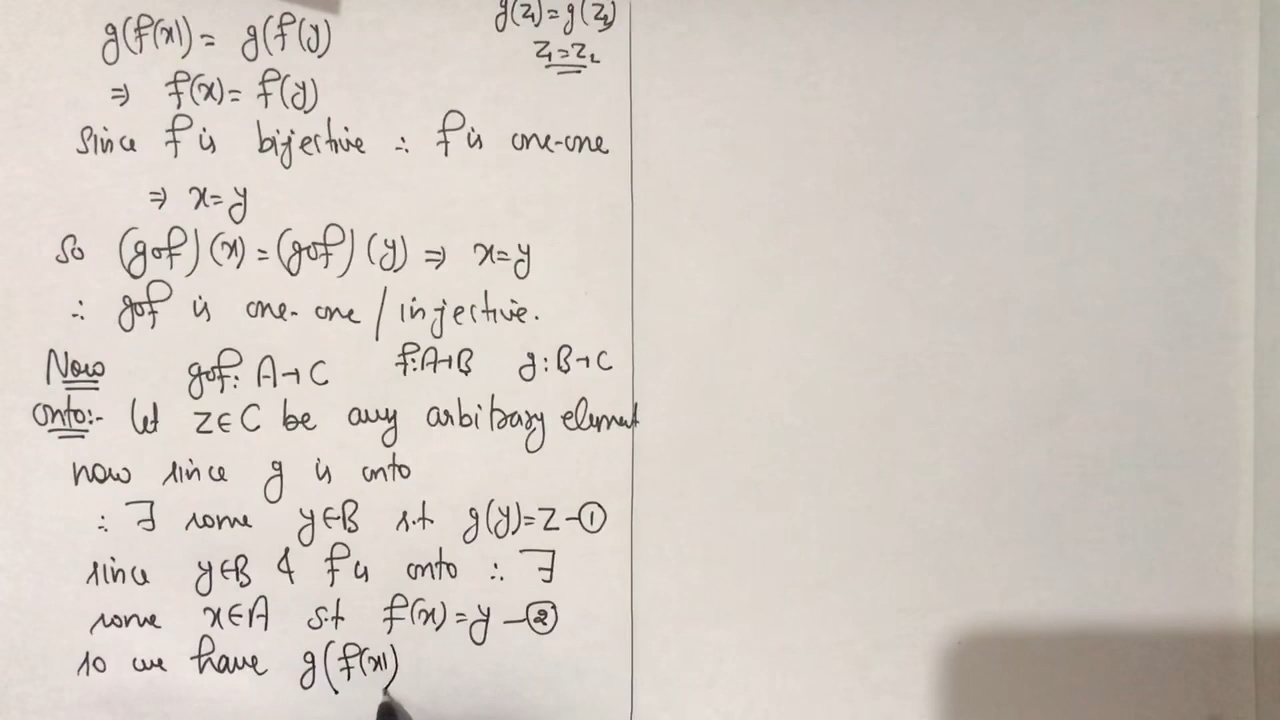 g(f(x)) = g(f(y)
g(z₁) = g(z₂)
z₁ = z₂
⇒ f(x) = f(y)
Since f is bijective ∴ f is one-one
⇒ x = y
So (gof)(x) = (gof)(y) ⇒ x = y
∴ gof is one-one / injective.
Now gof: A→C f: A→B g: B→C
Onto:- let z∈C be any arbitrary element
now since g is onto
∴ ∃ some y∈B s.t g(y) = z -①
since y∈B & f is onto ∴ ∃
some x∈A s.t f(x) = y -②
so we have g(f(x))